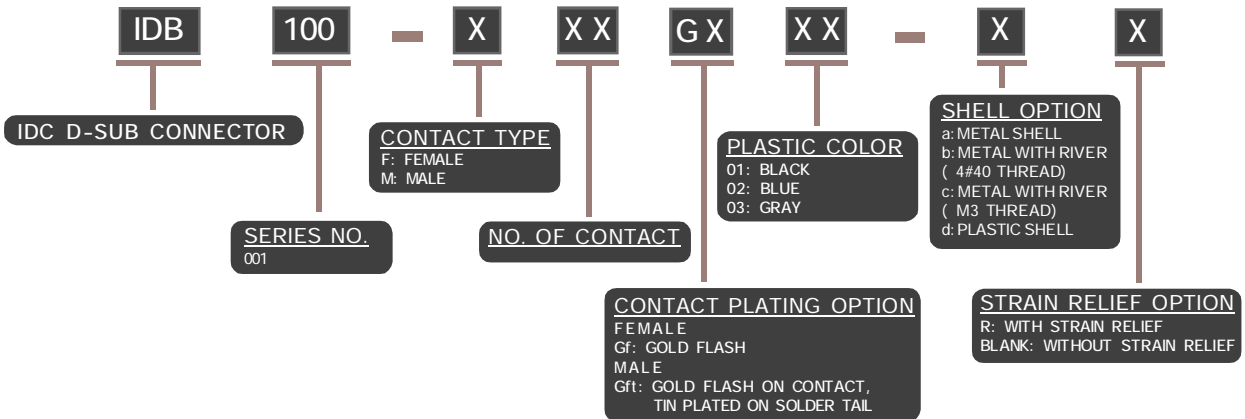 IDB 100 - X XX GX XX - X X
IDC D-SUB CONNECTOR
SERIES NO.
001
CONTACT TYPE
F: FEMALE
M: MALE
NO. OF CONTACT
CONTACT PLATING OPTION
FEMALE
Gf: GOLD FLASH
MALE
Gft: GOLD FLASH ON CONTACT,
TIN PLATED ON SOLDER TAIL
PLASTIC COLOR
01: BLACK
02: BLUE
03: GRAY
SHELL OPTION
a: METAL SHELL
b: METAL WITH RIVER
( 4#40 THREAD)
c: METAL WITH RIVER
( M3 THREAD)
d: PLASTIC SHELL
STRAIN RELIEF OPTION
R: WITH STRAIN RELIEF
BLANK: WITHOUT STRAIN RELIEF